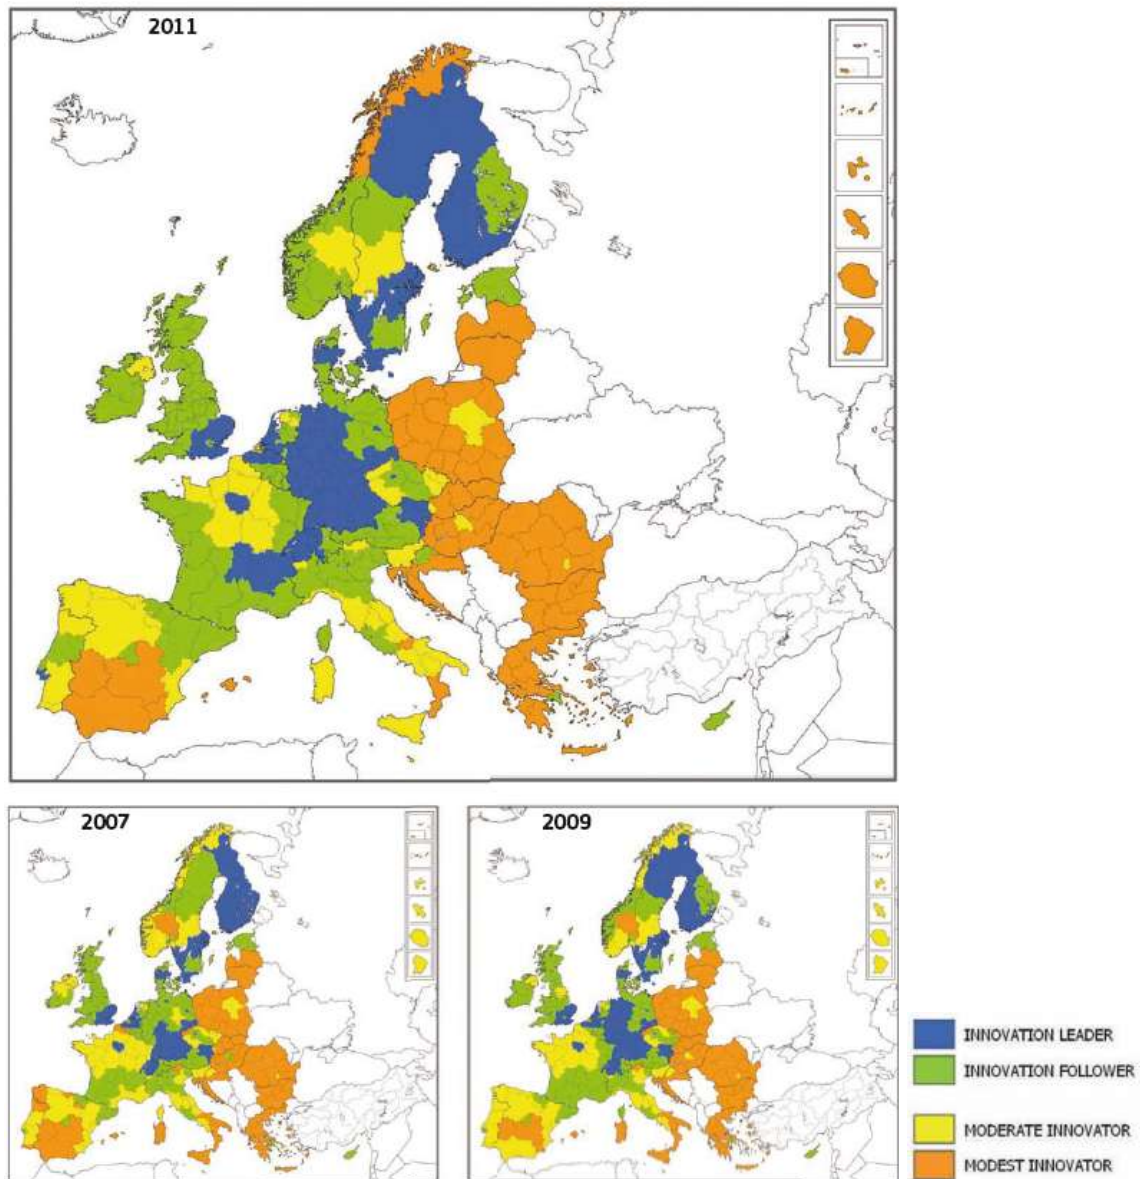 2011
2007
2009
INNOVATION LEADER
INNOVATION FOLLOWER
MODERATE INNOVATOR
MODEST INNOVATOR